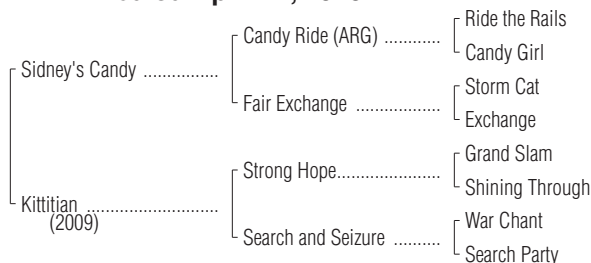 Ride the Rails
Candy Ride (ARG) ............
Candy Girl
Sidney's Candy ................
Storm Cat
Fair Exchange ..................
Exchange
Grand Slam
Strong Hope......................
Shining Through
Kittitian ............................
(2009)
War Chant
Search and Seizure ..........
Search Party